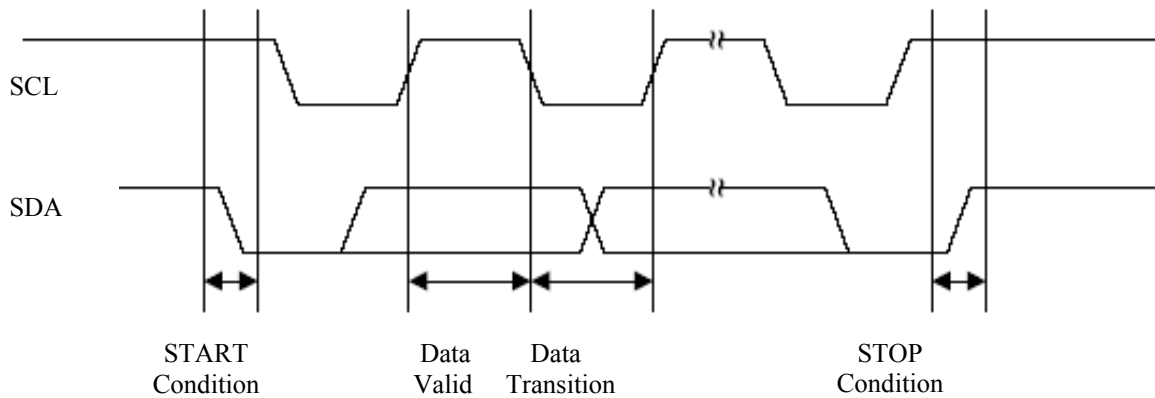 SCL
SDA
START
Condition
Data
Valid
Data
Transition
STOP
Condition